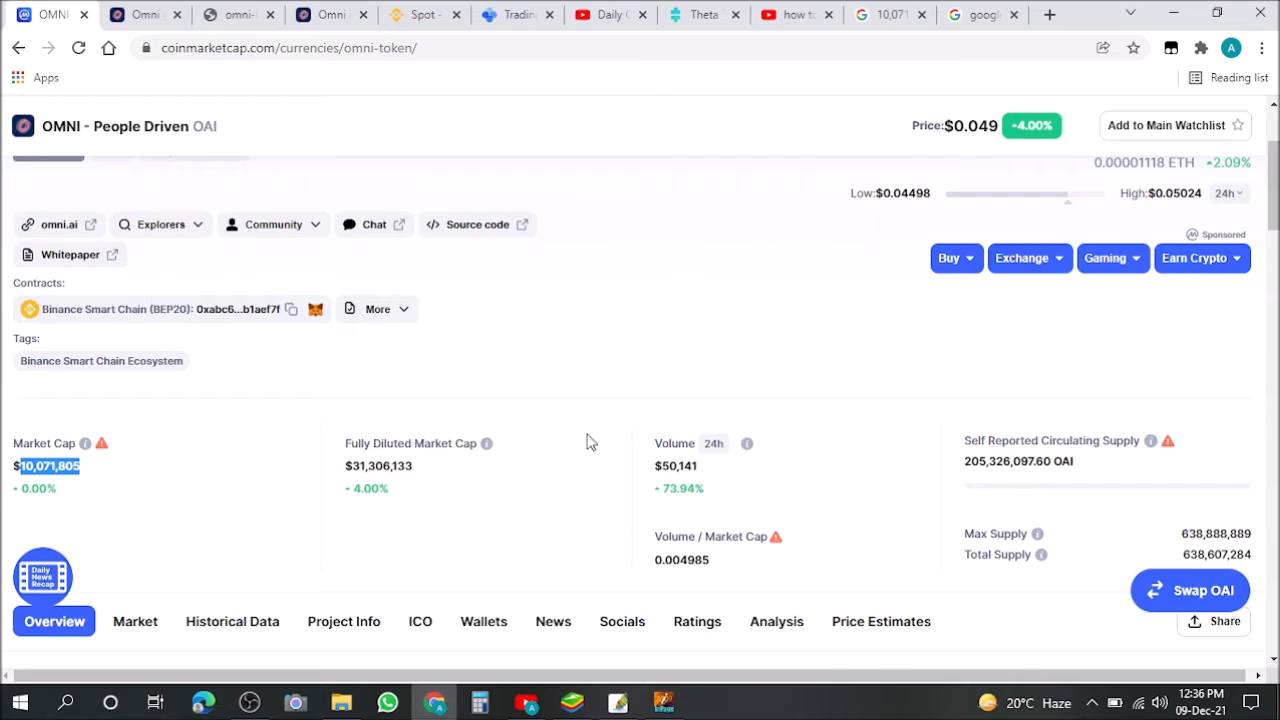 OMNI
Omni
omni-
Omni
Spot -
Trading
Daily C
Theta
how to
10,071
google
coinmarketcap.com/currencies/omni-token/
A
Apps
Reading list
OMNI - People Driven OAI
Price:$0.049 -4.00%
Add to Main Watchlist
0.00001118 ETH 2.09%
Low:$0.04498 High:$0.05024 24h
omni.ai Explorers Community Chat Source code
Sponsored
Whitepaper
Buy Exchange Gaming Earn Crypto
Contracts:
Binance Smart Chain (BEP20): 0xabc6...b1aef7f More
Tags:
Binance Smart Chain Ecosystem
Market Cap
$10,071,805
0.00%
Fully Diluted Market Cap
$31,306,133
4.00%
Volume 24h
$50,141
73.94%
Volume / Market Cap
0.004985
Self Reported Circulating Supply
205,326,097.60 OAI
Max Supply 638,888,889
Total Supply 638,607,284
Daily
News
Recap
Swap OAI
Overview Market Historical Data Project Info ICO Wallets News Socials Ratings Analysis Price Estimates
Share
20°C Haze
12:36 PM
09-Dec-21